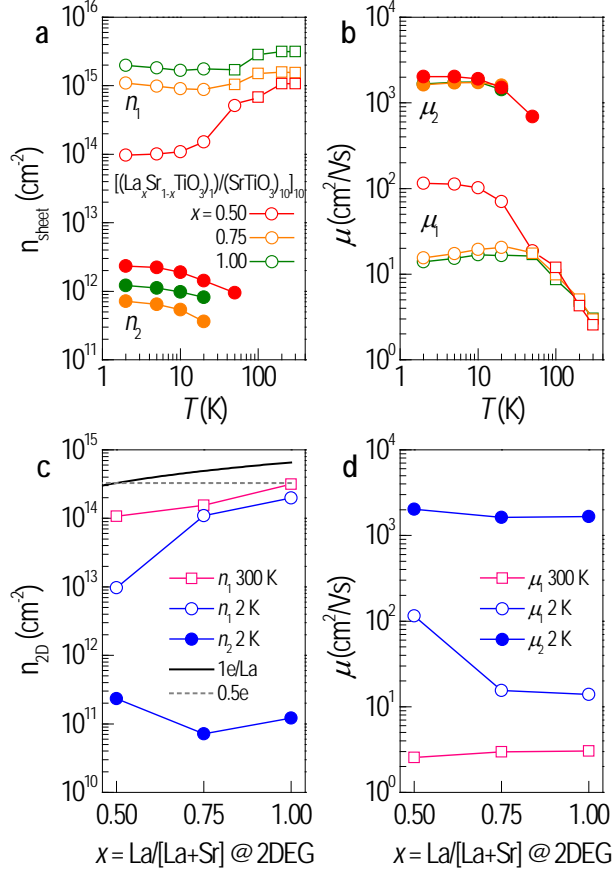 a
10^16
10^15
10^14
10^13
10^12
10^11
n_sheet (cm^-2)
n_1
[(La_xSr_1-xTiO_3)_1)/(SrTiO_3)_10]_10
x = 0.50
0.75
1.00
n_2
1 10 100
T (K)
b
10^4
10^3
10^2
10^1
10^0
μ (cm^2/Vs)
μ_2
μ_1
1 10 100
T (K)
c
10^15
10^14
10^13
10^12
10^11
10^10
n_2D (cm^-2)
n_1 300 K
n_1 2 K
n_2 2 K
1e/La
0.5e
0.50 0.75 1.00
x = La/[La+Sr] @ 2DEG
d
10^4
10^3
10^2
10^1
10^0
μ (cm^2/Vs)
μ_1 300 K
μ_1 2 K
μ_2 2 K
0.50 0.75 1.00
x = La/[La+Sr] @ 2DEG